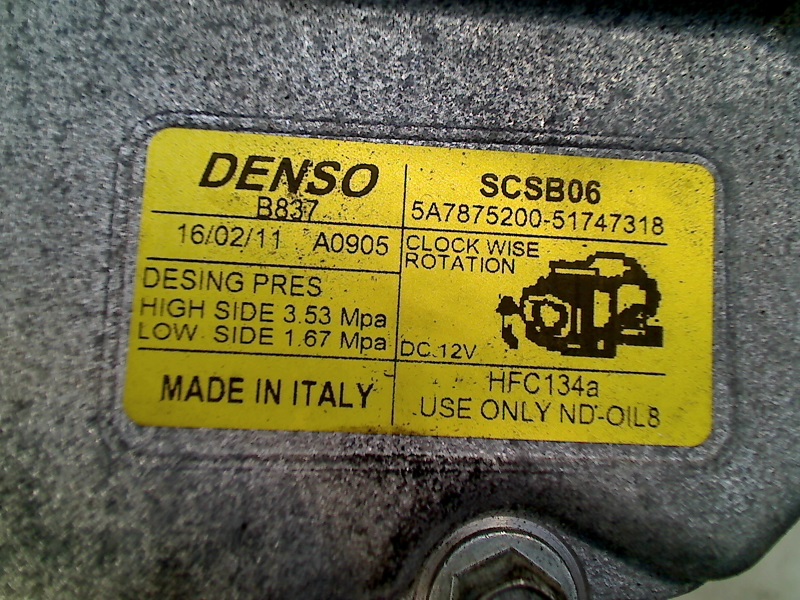 DENSO
B837
16/02/11 A0905
DESING PRES
HIGH SIDE 3.53 Mpa
LOW SIDE 1.67 Mpa
MADE IN ITALY
SCSB06
5A7875200-51747318
CLOCK WISE
ROTATION
DC.12V
HFC134a
USE ONLY ND-OIL8